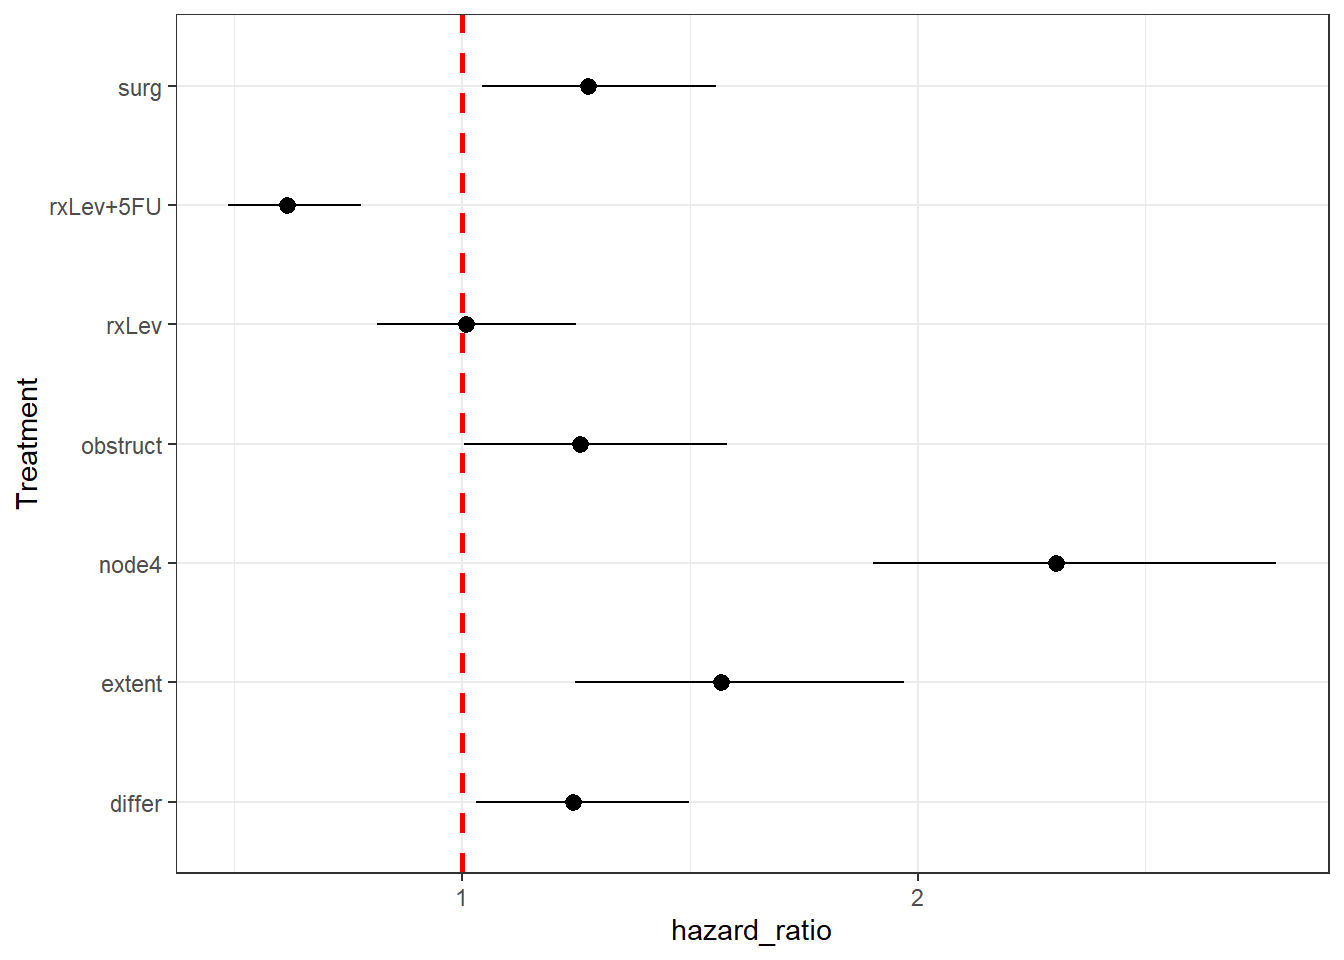 surg
rxLev+5FU
rxLev
obstruct
node4
extent
differ
Treatment
1 2
hazard_ratio